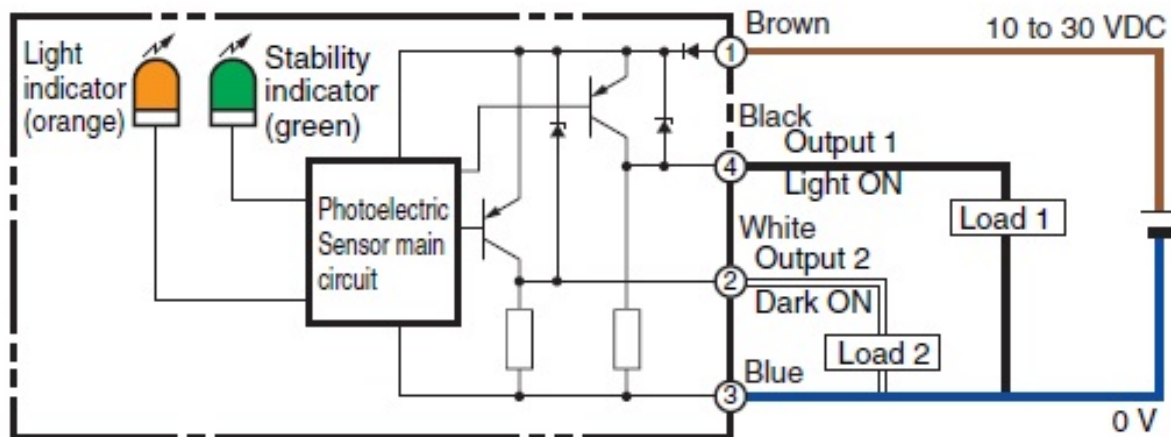 Brown
10 to 30 VDC
Light
indicator
(orange)
Stability
indicator
(green)
1
Black
Output 1
4
Light ON
Load 1
Photoelectric
Sensor main
circuit
White
Output 2
2
Dark ON
Load 2
Blue
3
0 V